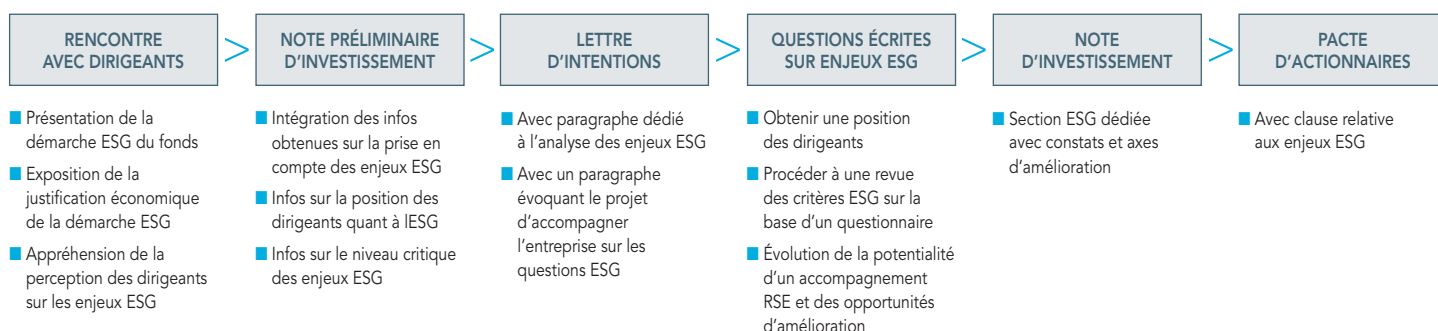 RENCONTRE
AVEC DIRIGEANTS
>
NOTE PRÉLIMINAIRE
D'INVESTISSEMENT
>
LETTRE
D'INTENTIONS
>
QUESTIONS ÉCRITES
SUR ENJEUX ESG
>
NOTE
D'INVESTISSEMENT
>
PACTE
D'ACTIONNAIRES
Présentation de la
démarche ESG du fonds
Exposition de la
justification économique
de la démarche ESG
Appréhension de la
perception des dirigeants
sur les enjeux ESG
Intégration des infos
obtenues sur la prise en
compte des enjeux ESG
Infos sur la position des
dirigeants quant à lESG
Infos sur le niveau critique
des enjeux ESG
Avec paragraphe dédié
à l'analyse des enjeux ESG
Avec un paragraphe
évoquant le projet
d'accompagner
l'entreprise sur les
questions ESG
Obtenir une position
des dirigeants
Procéder à une revue
des critères ESG sur la
base d'un questionnaire
Évolution de la potentialité
d'un accompagnement
RSE et des opportunités
d'amélioration
Section ESG dédiée
avec constats et axes
d'amélioration
Avec clause relative
aux enjeux ESG